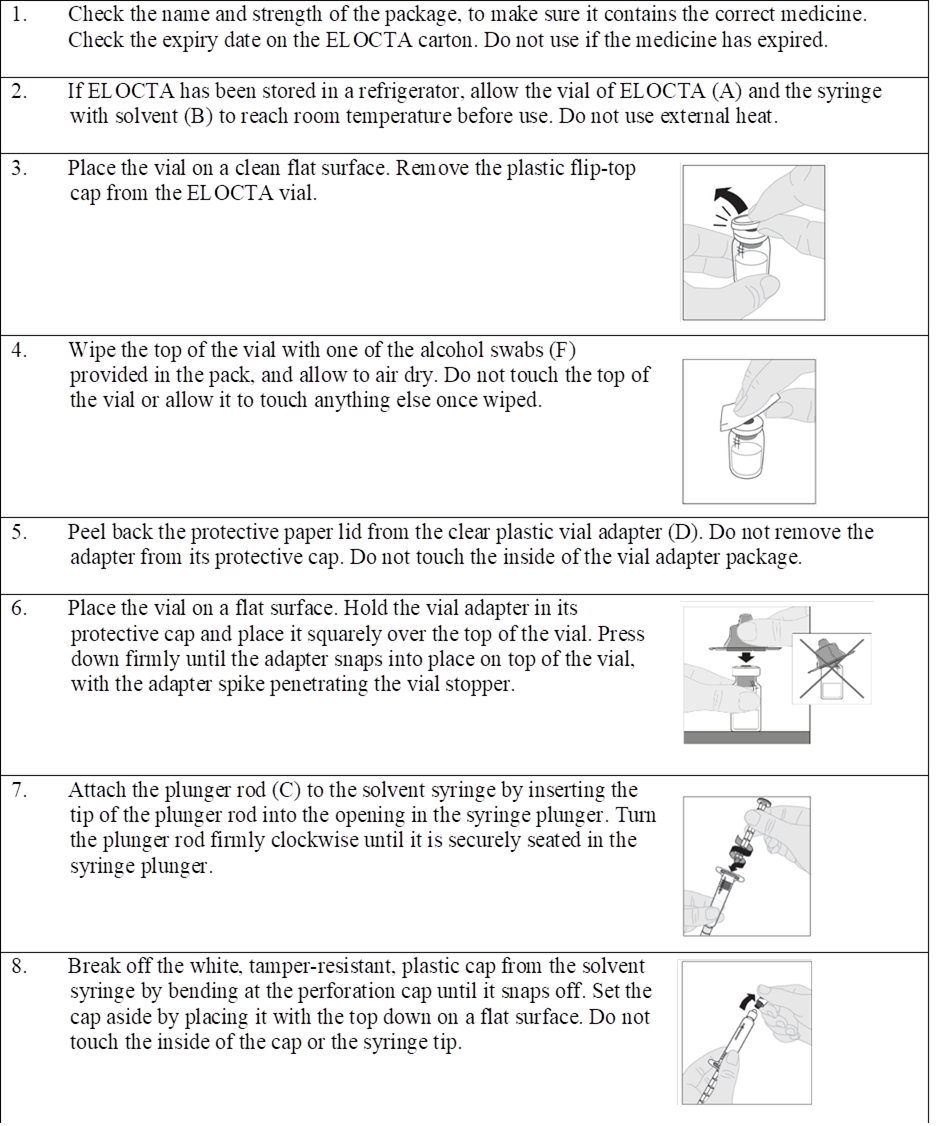 1. Check the name and strength of the package, to make sure it contains the correct medicine.
Check the expiry date on the ELOCTA carton. Do not use if the medicine has expired.
2. If ELOCTA has been stored in a refrigerator, allow the vial of ELOCTA (A) and the syringe
with solvent (B) to reach room temperature before use. Do not use external heat.
3. Place the vial on a clean flat surface. Remove the plastic flip-top
cap from the ELOCTA vial.
4. Wipe the top of the vial with one of the alcohol swabs (F)
provided in the pack, and allow to air dry. Do not touch the top of
the vial or allow it to touch anything else once wiped.
5. Peel back the protective paper lid from the clear plastic vial adapter (D). Do not remove the
adapter from its protective cap. Do not touch the inside of the vial adapter package.
6. Place the vial on a flat surface. Hold the vial adapter in its
protective cap and place it squarely over the top of the vial. Press
down firmly until the adapter snaps into place on top of the vial,
with the adapter spike penetrating the vial stopper.
7. Attach the plunger rod (C) to the solvent syringe by inserting the
tip of the plunger rod into the opening in the syringe plunger. Turn
the plunger rod firmly clockwise until it is securely seated in the
syringe plunger.
8. Break off the white, tamper-resistant, plastic cap from the solvent
syringe by bending at the perforation cap until it snaps off. Set the
cap aside by placing it with the top down on a flat surface. Do not
touch the inside of the cap or the syringe tip.